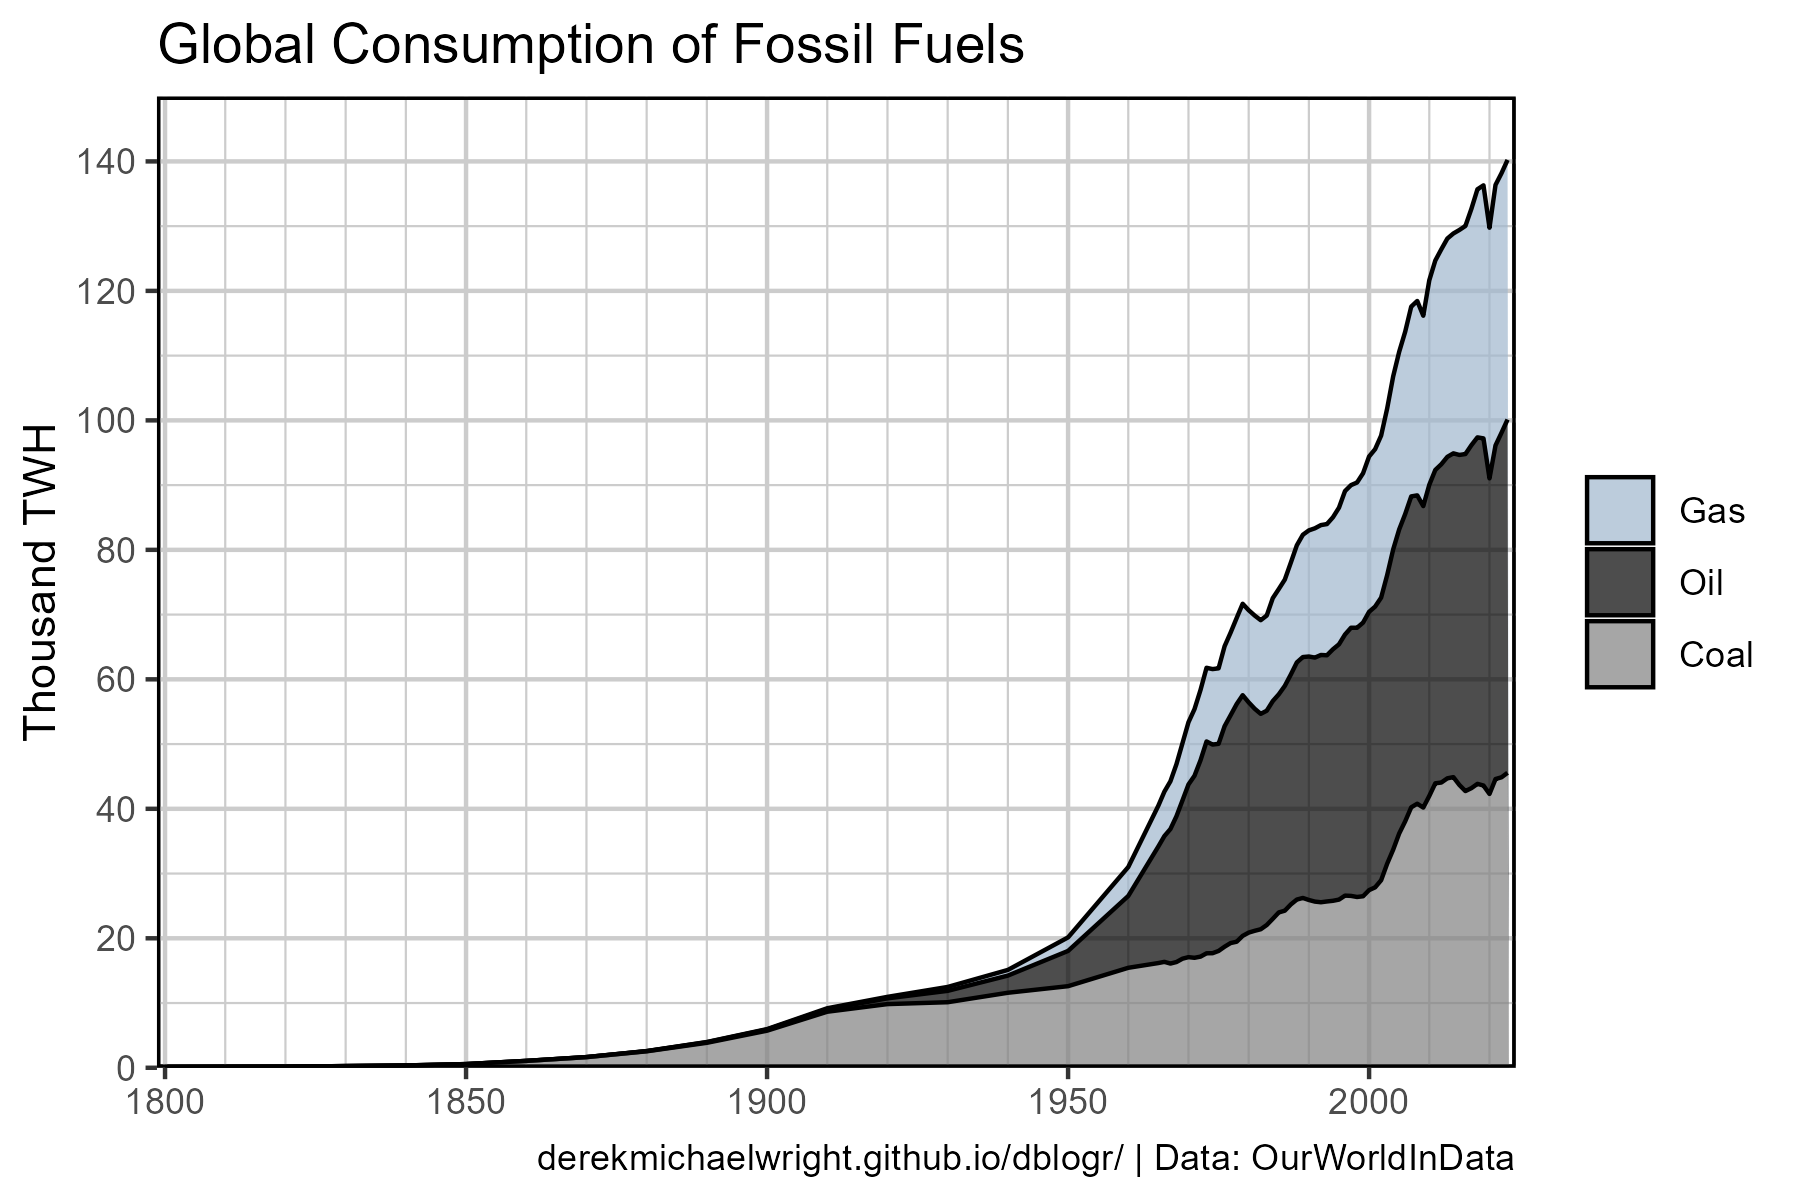 Global Consumption of Fossil Fuels
Thousand TWH
140
120
100
80
60
40
20
0
1800 1850 1900 1950 2000
Gas
Oil
Coal
derekmichaelwright.github.io/dblogr/ | Data: OurWorldInData